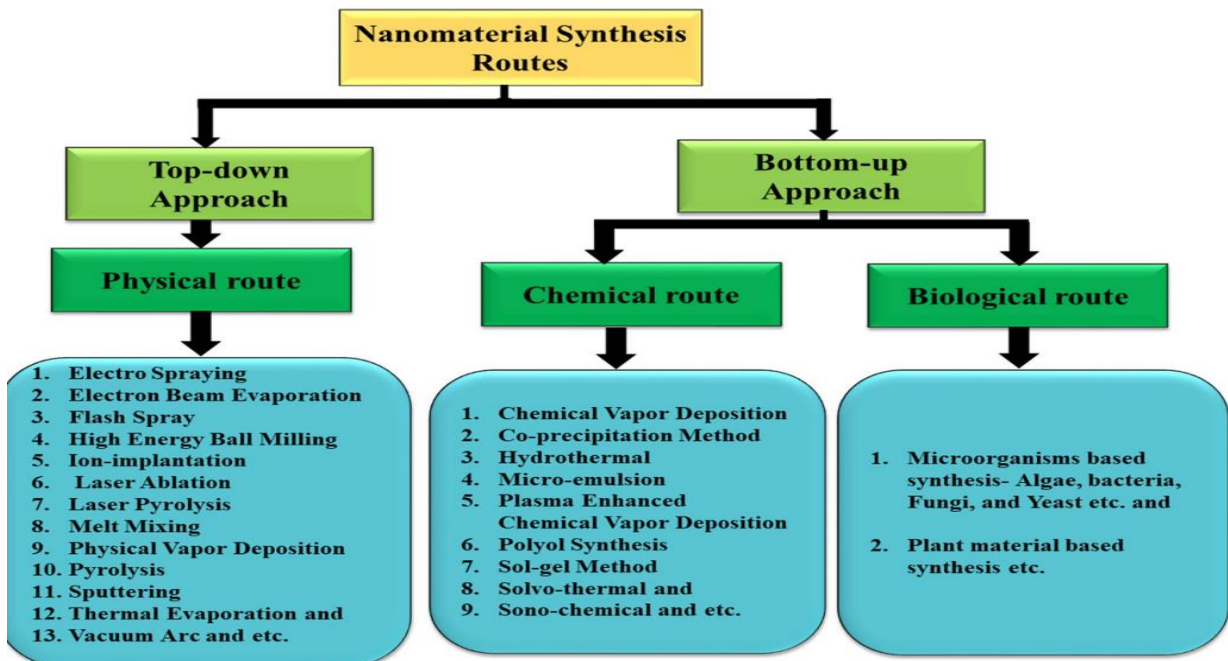 Nanomaterial Synthesis
Routes
Top-down
Approach
Bottom-up
Approach
Physical route
Chemical route
Biological route
1. Electro Spraying
2. Electron Beam Evaporation
3. Flash Spray
4. High Energy Ball Milling
5. Ion-implantation
6. Laser Ablation
7. Laser Pyrolysis
8. Melt Mixing
9. Physical Vapor Deposition
10. Pyrolysis
11. Sputtering
12. Thermal Evaporation and
13. Vacuum Arc and etc.
1. Chemical Vapor Deposition
2. Co-precipitation Method
3. Hydrothermal
4. Micro-emulsion
5. Plasma Enhanced
Chemical Vapor Deposition
6. Polyol Synthesis
7. Sol-gel Method
8. Solvo-thermal and
9. Sono-chemical and etc.
1. Microorganisms based
synthesis- Algae, bacteria,
Fungi, and Yeast etc. and
2. Plant material based
synthesis etc.